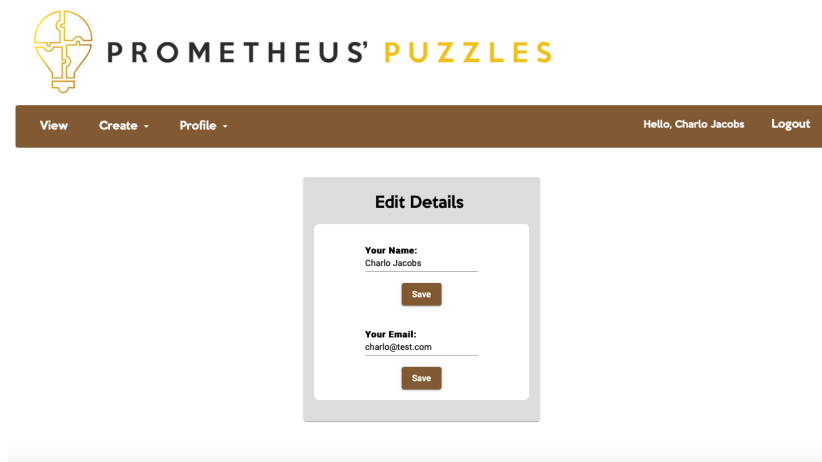 PROMETHEUS' PUZZLES
View Create Profile Hello, Charlo Jacobs Logout
Edit Details
Your Name:
Charlo Jacobs
Save
Your Email:
charlo@test.com
Save